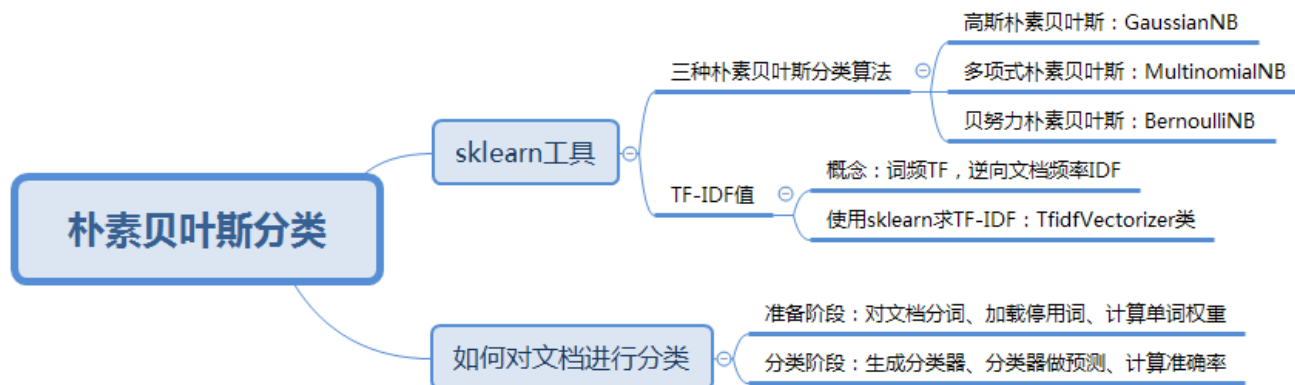 朴素贝叶斯分类
sklearn工具
三种朴素贝叶斯分类算法
高斯朴素贝叶斯：GaussianNB
多项式朴素贝叶斯：MultinomialNB
贝努力朴素贝叶斯：BernoulliNB
TF-IDF值
概念：词频TF，逆向文档频率IDF
使用sklearn求TF-IDF：TfidfVectorizer类
如何对文档进行分类
准备阶段：对文档分词、加载停用词、计算单词权重
分类阶段：生成分类器、分类器做预测、计算准确率